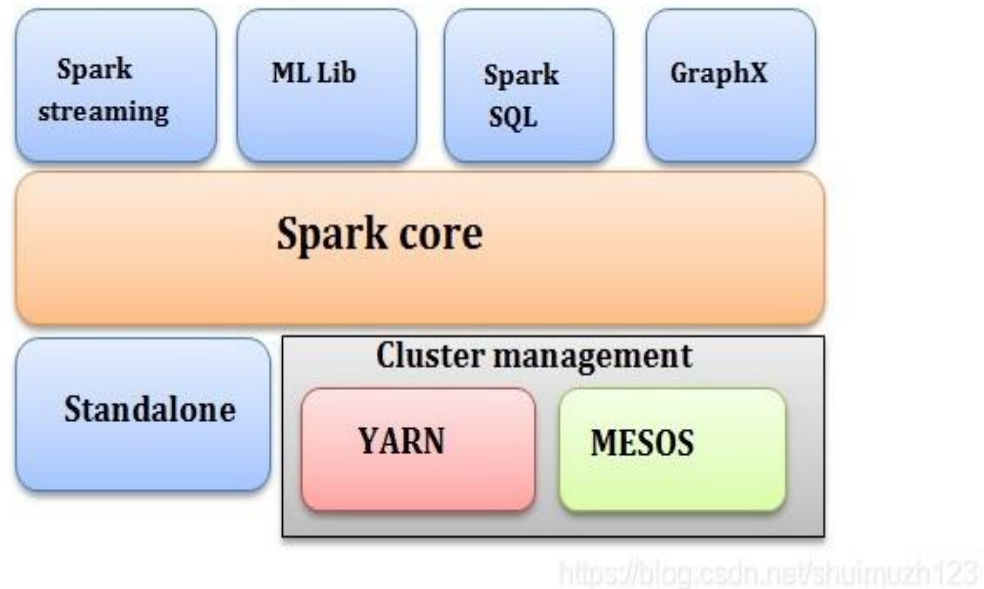 Spark
streaming
ML Lib
Spark
SQL
GraphX
Spark core
Standalone
Cluster management
YARN
MESOS
https://blog.csdn.net/shuimuzh123